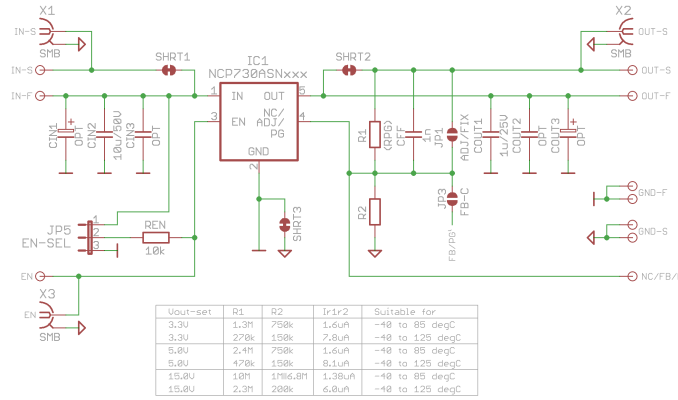 X1
IN-S
SMB
IN-S
IN-F
SHRT1
IC1
NCP730ASNxxx
SHRT2
X2
OUT-S
SMB
OUT-S
OUT-F
1 IN OUT 5
3 EN NC/ 4
ADJ/
PG
GND
2
CIN1
OPT
CIN2
10u/50V
CIN3
OPT
R1
(RPG)
CFF
1n
JP1
ADJ/FIX
COUT1
1u/25V
COUT2
OPT
COUT3
OPT
R2
JP3
FB-C
FB/PG'
SHRT3
GND-F
GND-S
JP5
EN-SEL
1
2
3
REN
10k
EN
NC/FB/
X3
EN
SMB
Vout-set R1 R2 Ir1r2 Suitable for
3.3V 1.3M 750k 1.6uA -40 to 85 degC
3.3V 270k 150k 7.8uA -40 to 125 degC
5.0V 2.4M 750k 1.6uA -40 to 85 degC
5.0V 470k 150k 8.1uA -40 to 125 degC
15.0V 10M 1M||6.8M 1.38uA -40 to 85 degC
15.0V 2.3M 200k 6.0uA -40 to 125 degC